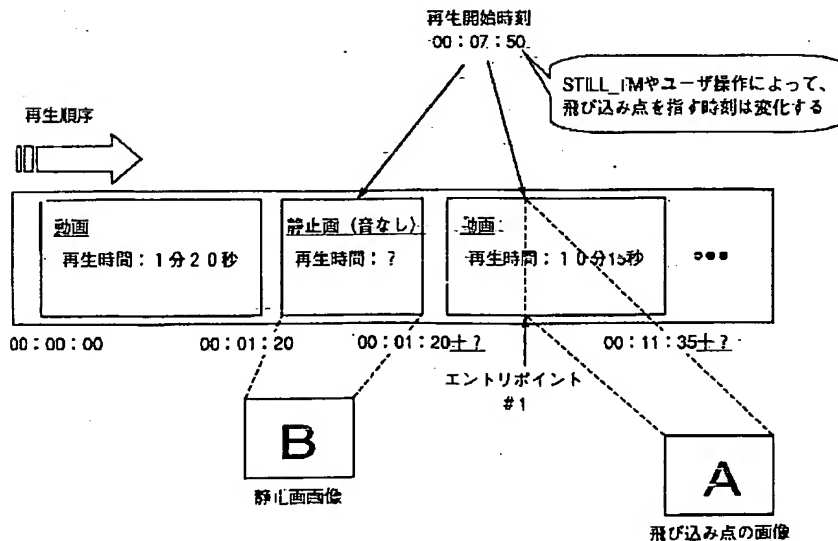 再生開始時刻
00:07:50
STILL_TMやユーザ操作によって、
飛び込み点を指す時刻は変化する
再生順序
動画
再生時間:1分20秒
静止画(音なし)
再生時間:?
動画
再生時間:10分15秒
•••
00:00:00
00:01:20
00:01:20+?
00:11:35+?
エントリポイント
#1
B
静止画画像
A
飛び込み点の画像